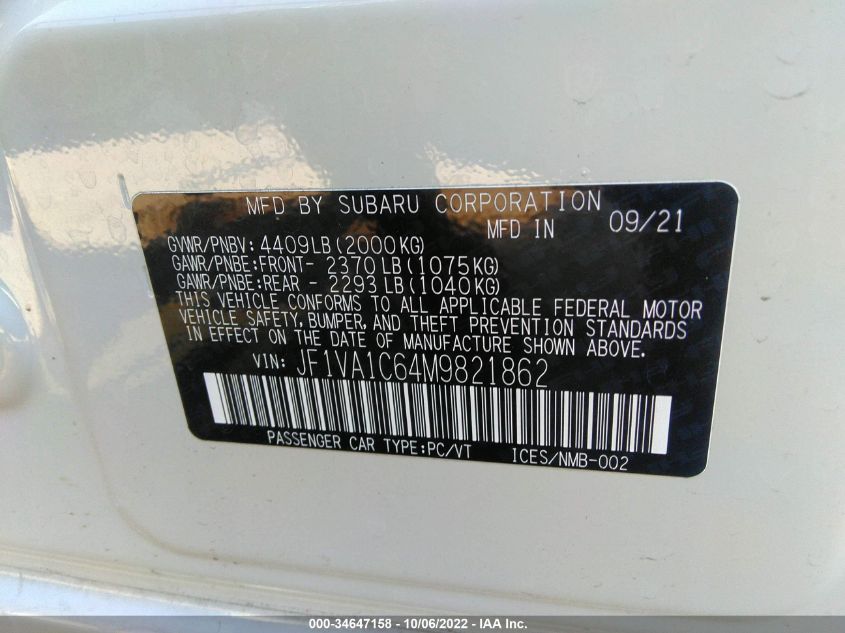 MFD BY SUBARU CORPORATION
MFD IN 09/21
GVWR/PNBV: 4409LB(2000KG)
GAWR/PNBE:FRONT- 2370 LB(1075KG)
GAWR/PNBE:REAR - 2293 LB(1040KG)
THIS VEHICLE CONFORMS TO ALL APPLICABLE FEDERAL MOTOR
VEHICLE SAFETY, BUMPER, AND THEFT PREVENTION STANDARDS
IN EFFECT ON THE DATE OF MANUFACTURE SHOWN ABOVE.
VIN: JF1VA1C64M9821862
PASSENGER CAR TYPE:PC/VT ICES/NMB-002
000-34647158 - 10/06/2022 - IAA Inc.